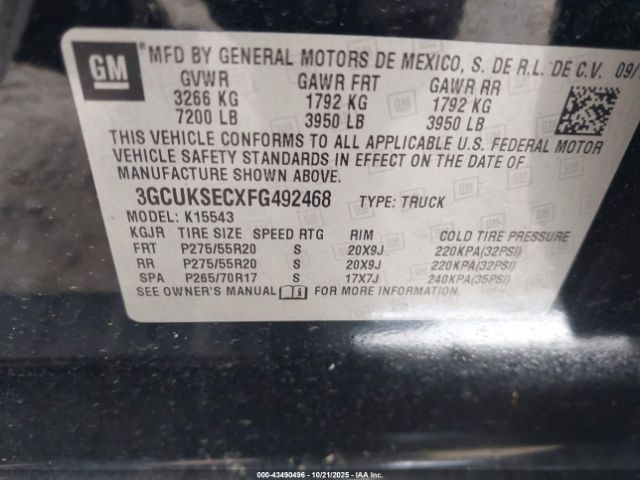 GM MFD BY GENERAL MOTORS DE MEXICO, S. DE R.L. DE C.V. 09/
GVWR GAWR FRT GAWR RR
3266 KG 1792 KG 1792 KG
7200 LB 3950 LB 3950 LB
THIS VEHICLE CONFORMS TO ALL APPLICABLE U.S. FEDERAL MOTOR
VEHICLE SAFETY STANDARDS IN EFFECT ON THE DATE OF
MANUFACTURE SHOWN ABOVE.
3GCUKSECXFG492468 TYPE: TRUCK
MODEL: K15543
KGJR TIRE SIZE SPEED RTG RIM COLD TIRE PRESSURE
FRT P275/55R20 S 20X9J 220KPA(32PSI)
RR P275/55R20 S 20X9J 220KPA(32PSI)
SPA P265/70R17 S 17X7J 240KPA(35PSI)
SEE OWNER'S MANUAL FOR MORE INFORMATION.
000-43490496 - 10/21/2025 - IAA, Inc.